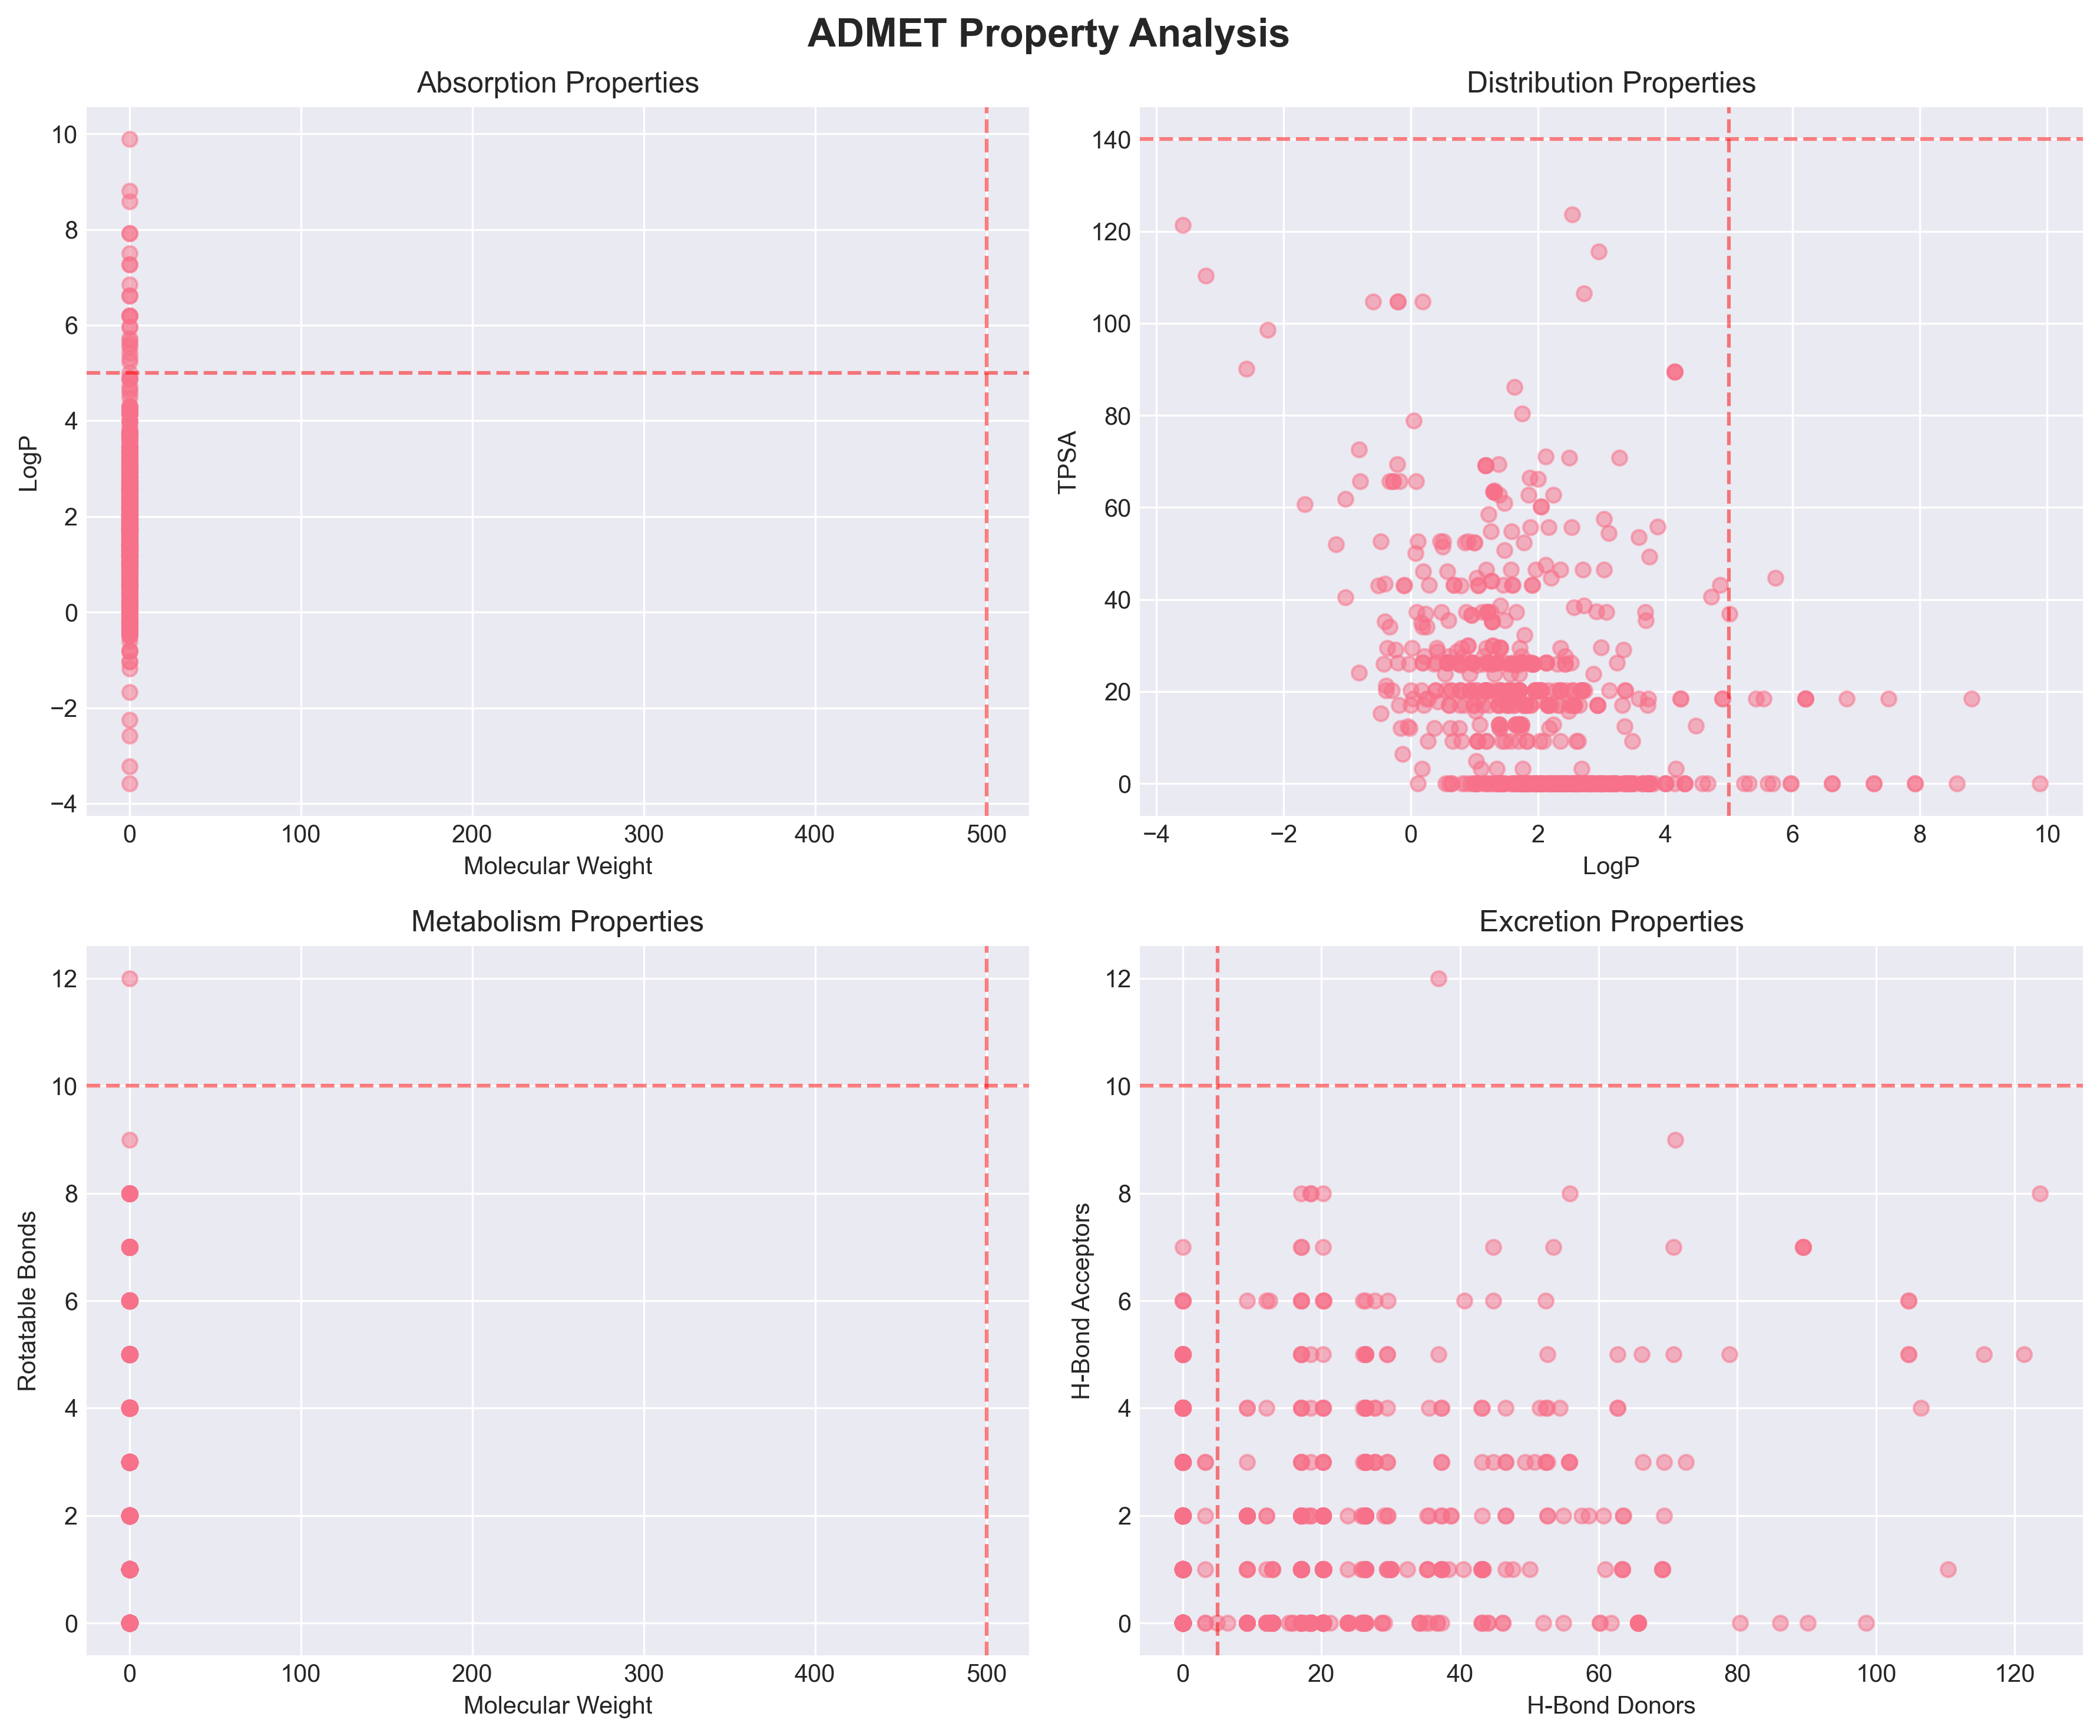 ADMET Property Analysis
Absorption Properties
10
8
6
4
2
0
−2
−4
LogP
0 100 200 300 400 500
Molecular Weight
Distribution Properties
140
120
100
80
60
40
20
0
TPSA
−4 −2 0 2 4 6 8 10
LogP
Metabolism Properties
12
10
8
6
4
2
0
Rotatable Bonds
0 100 200 300 400 500
Molecular Weight
Excretion Properties
12
10
8
6
4
2
0
H-Bond Acceptors
0 20 40 60 80 100 120
H-Bond Donors